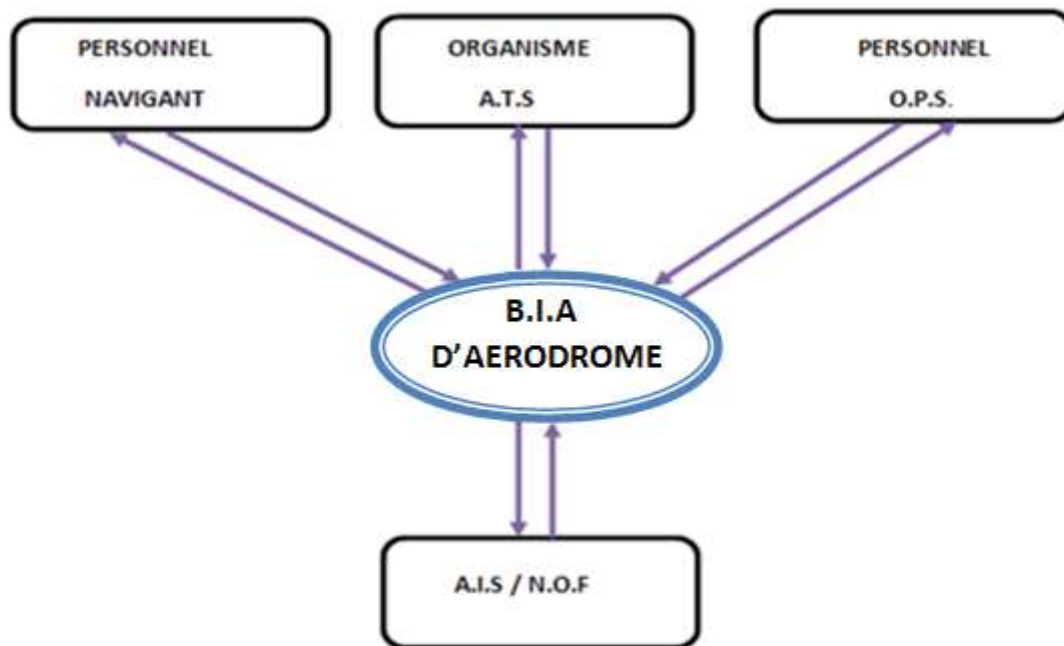 PERSONNEL
NAVIGANT
ORGANISME
A.T.S
PERSONNEL
O.P.S.
B.I.A
D’AERODROME
A.I.S / N.O.F